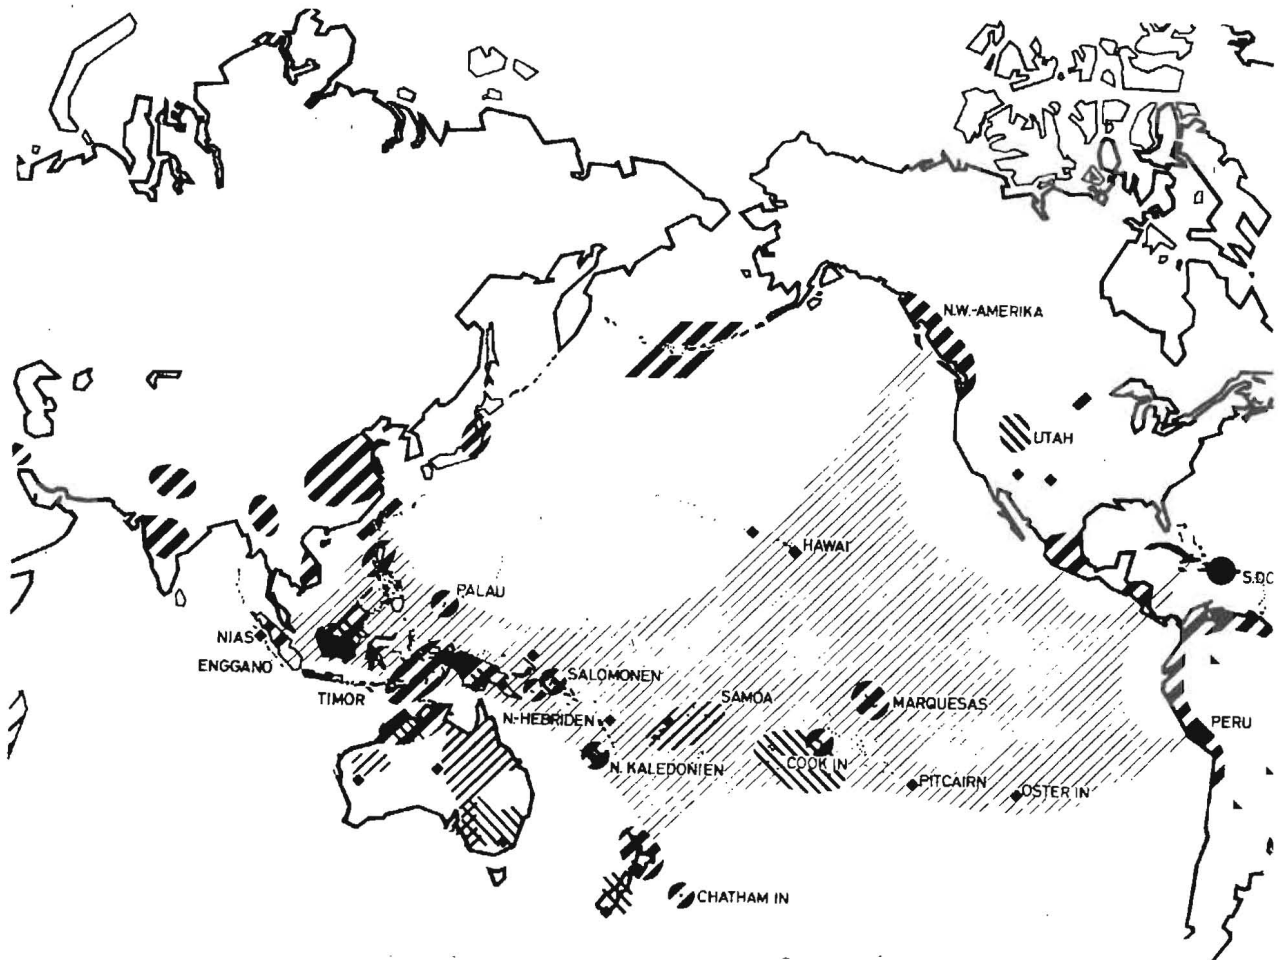 N.W.-AMERIKA
UTAH
HAWAI
S.DC
PALAU
NIAS
ENGGANO
TIMOR
SALOMONEN
SAMOA
MARQUESAS
N-HEBRIDEN
PERU
N. KALEDONIEN
COOK IN
PITCAIRN
OSTER IN
CHATHAM IN